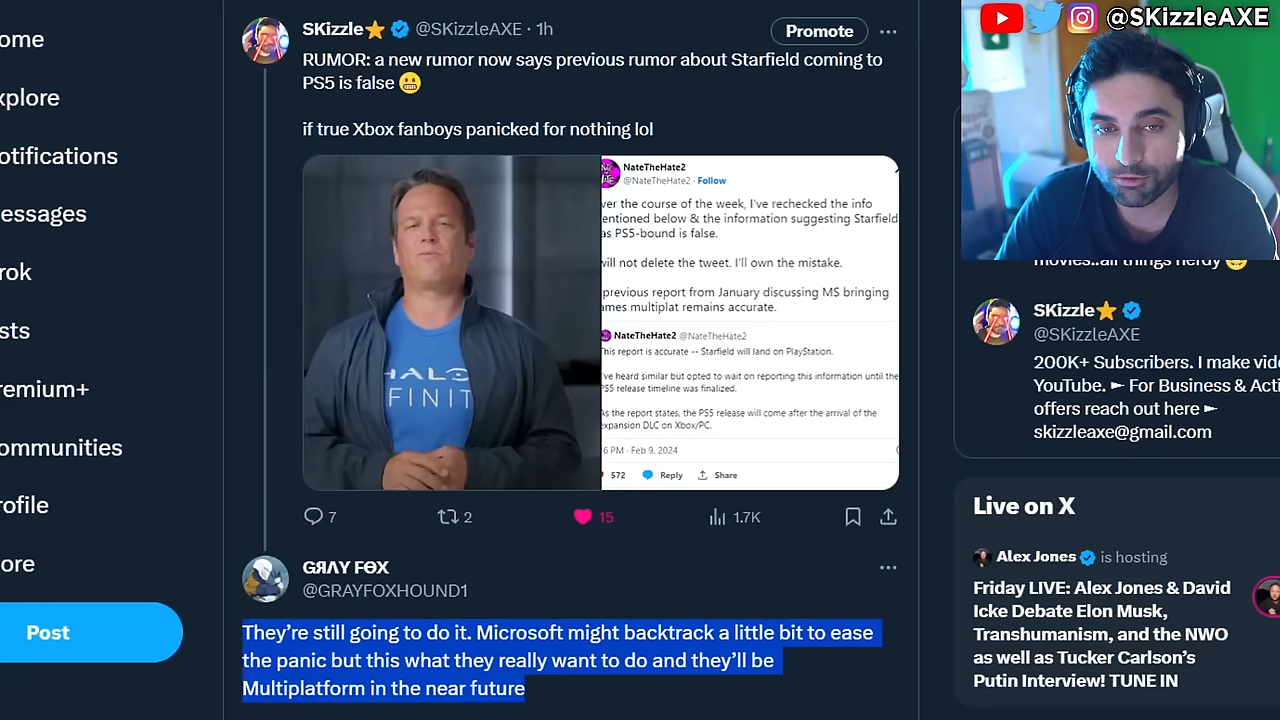 ome
xplore
otifications
essages
rok
sts
remium+
ommunities
rofile
ore
Post
SKizzle @SKizzleAXE · 1h
Promote
RUMOR: a new rumor now says previous rumor about Starfield coming to
PS5 is false
if true Xbox fanboys panicked for nothing lol
HALO
FINIT
NateTheHate2
@NateTheHate2 · Follow
ver the course of the week, I've rechecked the info
entioned below & the information suggesting Starfield
as PS5-bound is false.
will not delete the tweet. I'll own the mistake.
previous report from January discussing MS bringing
ames multiplat remains accurate.
NateTheHate2 @NateTheHate2
This report is accurate -- Starfield will land on PlayStation.
I've heard similar but opted to wait on reporting this information until the
PS5 release timeline was finalized.
As the report states, the PS5 release will come after the arrival of the
expansion DLC on Xbox/PC.
6 PM · Feb 9, 2024
572 Reply Share
7 2 15 1.7K
GЯΛY FӨX
@GRAYFOXHOUND1
They're still going to do it. Microsoft might backtrack a little bit to ease
the panic but this what they really want to do and they'll be
Multiplatform in the near future
@SKizzleAXE
movies..all things nerdy
SKizzle
@SKizzleAXE
200K+ Subscribers. I make vide
YouTube. ► For Business & Acti
offers reach out here ►
skizzleaxe@gmail.com
Live on X
Alex Jones is hosting
Friday LIVE: Alex Jones & David
Icke Debate Elon Musk,
Transhumanism, and the NWO
as well as Tucker Carlson's
Putin Interview! TUNE IN